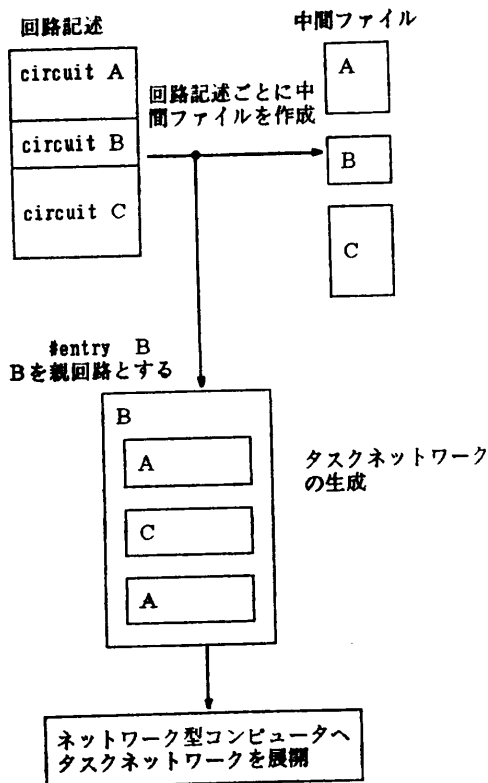 回路記述
中間ファイル
circuit A
circuit B
circuit C
回路記述ごとに中
間ファイルを作成
A
B
C
#entry B
Bを親回路とする
B
A
C
A
タスクネットワーク
の生成
ネットワーク型コンピュータへ
タスクネットワークを展開